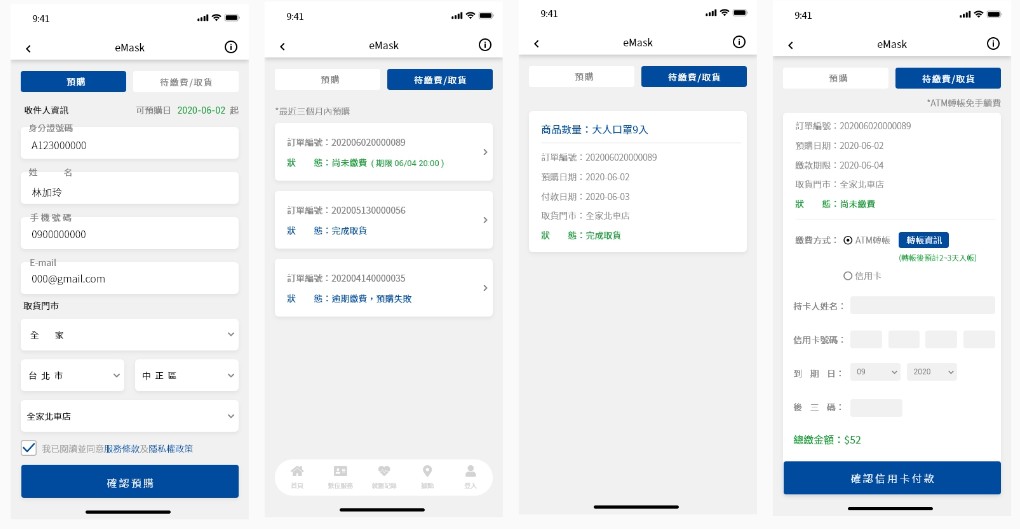 9:41
eMask
預購
待繳費/取貨
收件人資訊
可預購日 2020-06-02 起
身分證號碼
A123000000
姓 名
林加玲
手機號碼
0900000000
E-mail
000@gmail.com
取貨門市
全 家
台北市
中正區
全家北車店
我已閱讀並同意服務條款及隱私權政策
確認預購
9:41
eMask
預購
待繳費/取貨
*最近三個月內預購
訂單編號：202006020000089
狀 態：尚未繳費 ( 期限 06/04 20:00 )
訂單編號：202005130000056
狀 態：完成取貨
訂單編號：202004140000035
狀 態：逾期繳費，預購失敗
首頁
數位服務
健康紀錄
據點
登入
9:41
eMask
預購
待繳費/取貨
商品數量：大人口罩9入
訂單編號：202006020000089
預購日期：2020-06-02
付款日期：2020-06-03
取貨門市：全家北車店
狀 態：完成取貨
9:41
eMask
預購
待繳費/取貨
*ATM轉帳免手續費
訂單編號：202006020000089
預購日期：2020-06-02
繳款期限：2020-06-04
取貨門市：全家北車店
狀 態：尚未繳費
繳費方式：
ATM轉帳
轉帳資訊
(轉帳後預計2-3天入帳)
信用卡
持卡人姓名：
信用卡號碼：
到 期 日：
09
2020
後 三 碼：
總繳金額：$52
確認信用卡付款